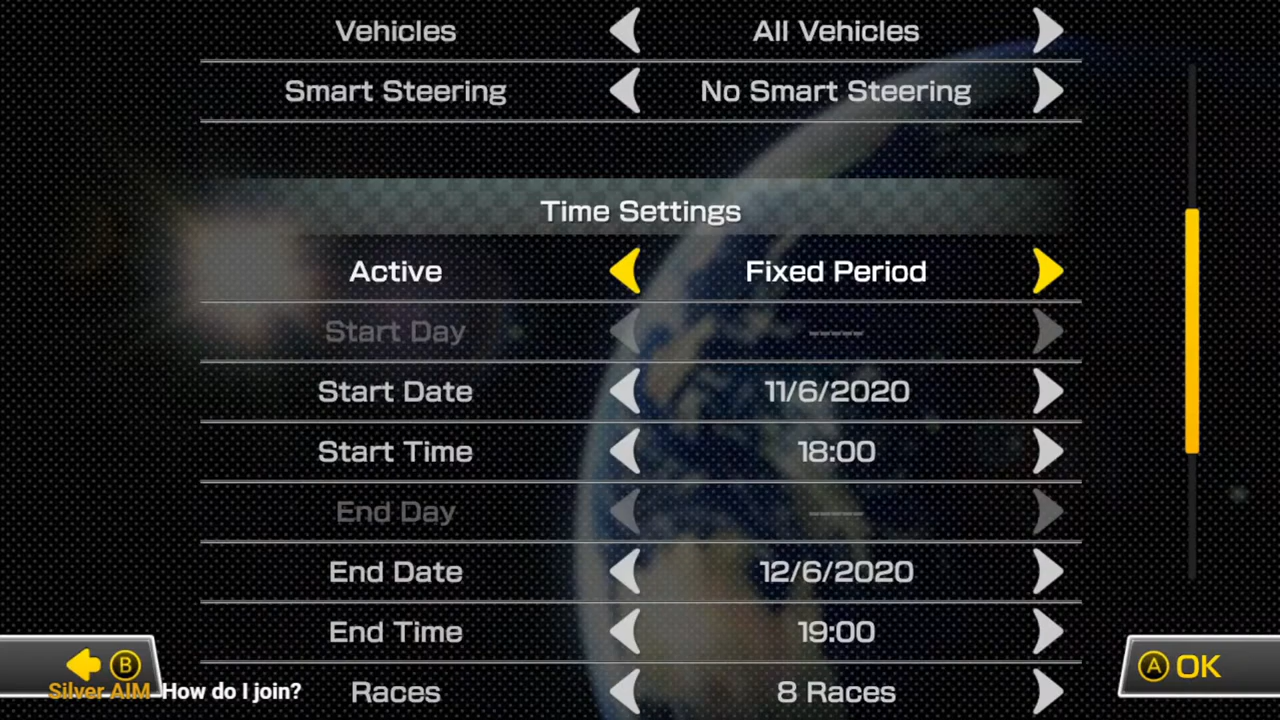 Vehicles All Vehicles
Smart Steering No Smart Steering
Time Settings
Active Fixed Period
Start Day -----
Start Date 11/6/2020
Start Time 18:00
End Day -----
End Date 12/6/2020
End Time 19:00
Races 8 Races
B
Silver AIM How do I join?
A OK